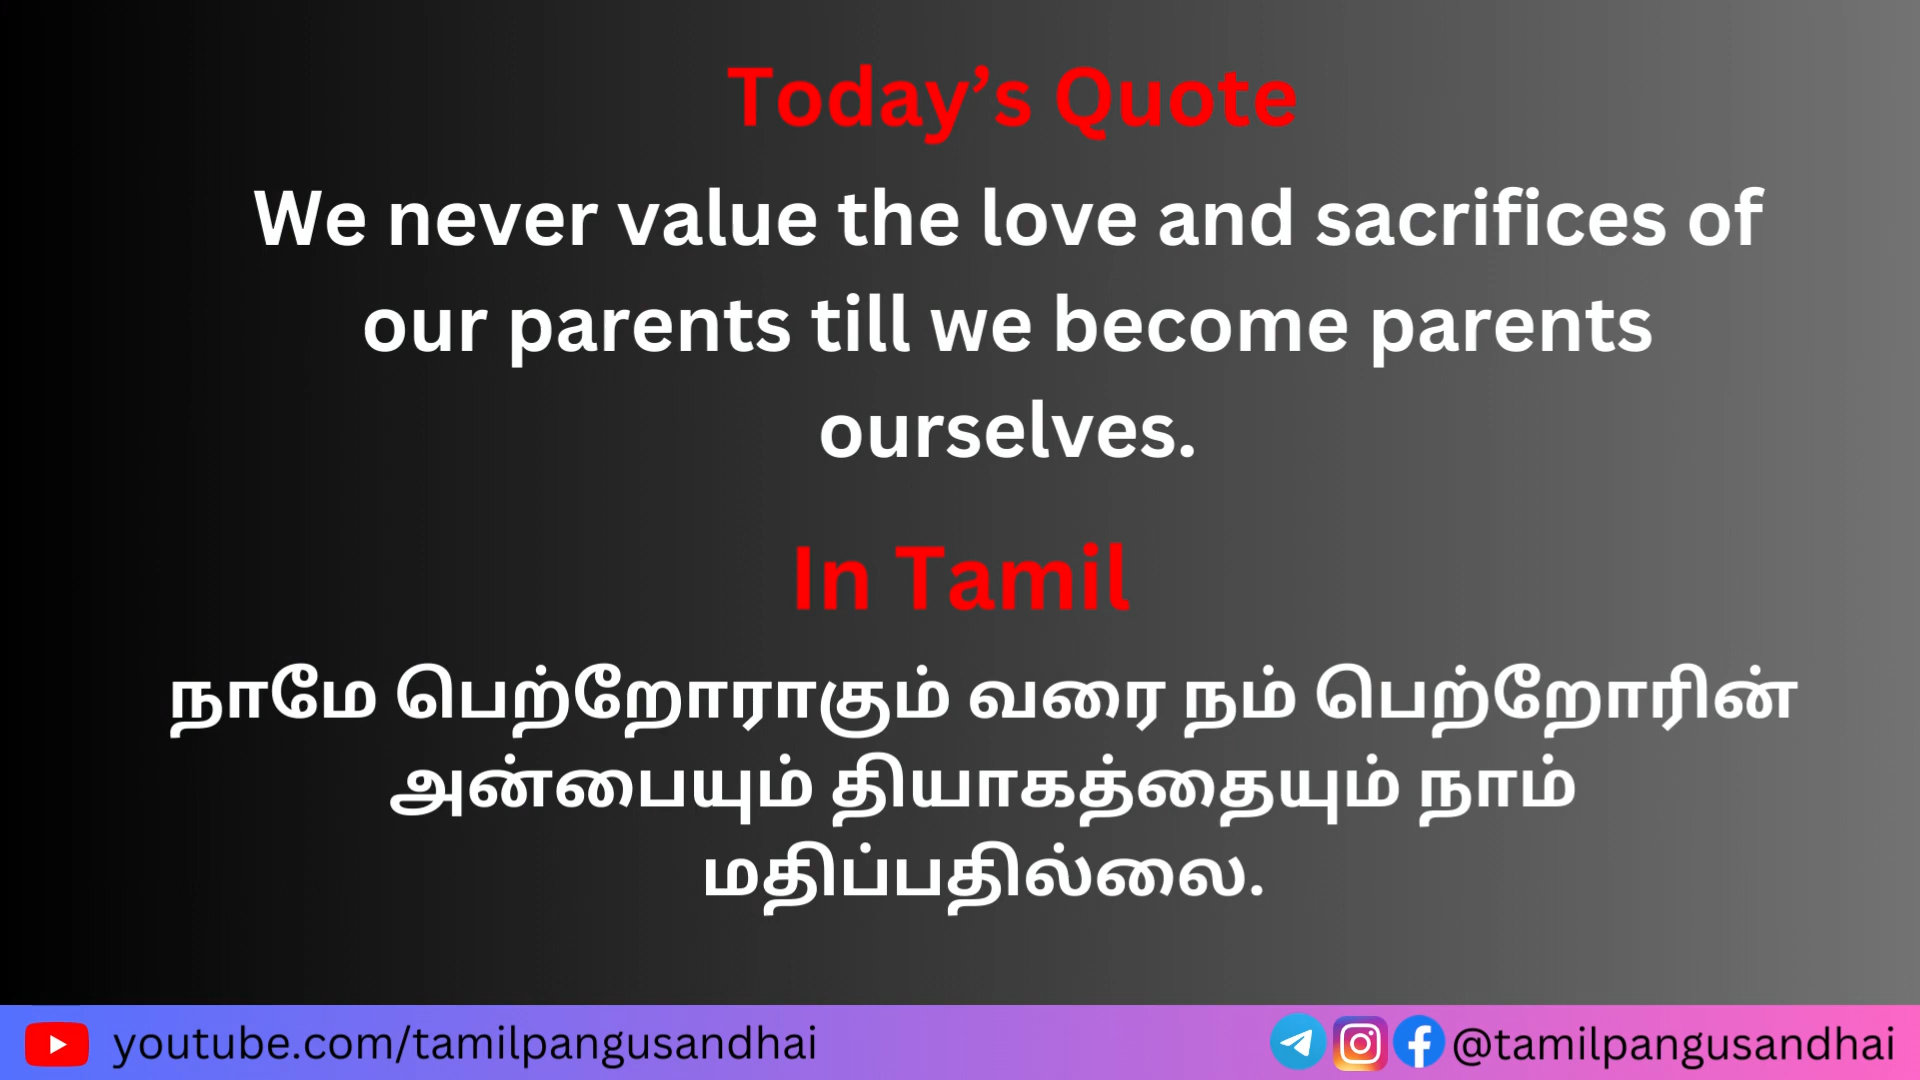 Today’s Quote
We never value the love and sacrifices of
our parents till we become parents
ourselves.
In Tamil
நாமே பெற்றோராகும் வரை நம் பெற்றோரின்
அன்பையும் தியாகத்தையும் நாம்
மதிப்பதில்லை.
youtube.com/tamilpangusandhai
@tamilpangusandhai